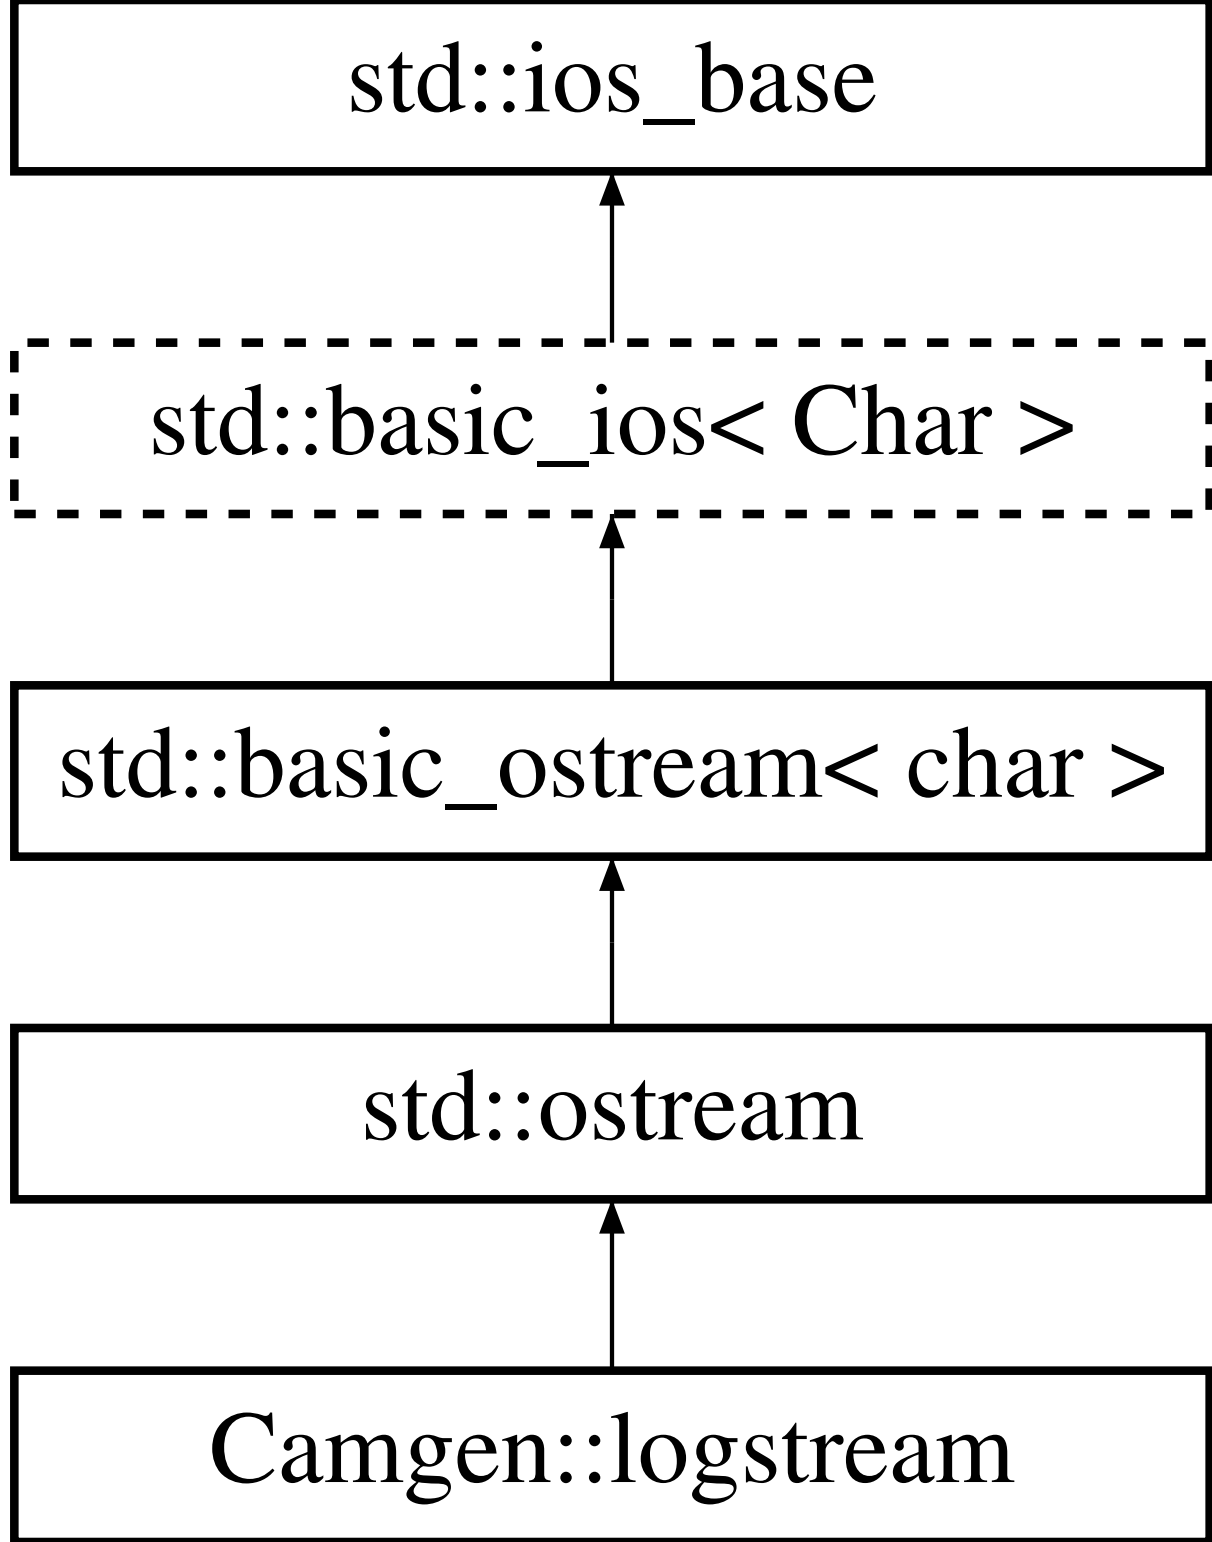 std::ios_base
std::basic_ios< Char >
std::basic_ostream< char >
std::ostream
Camgen::logstream